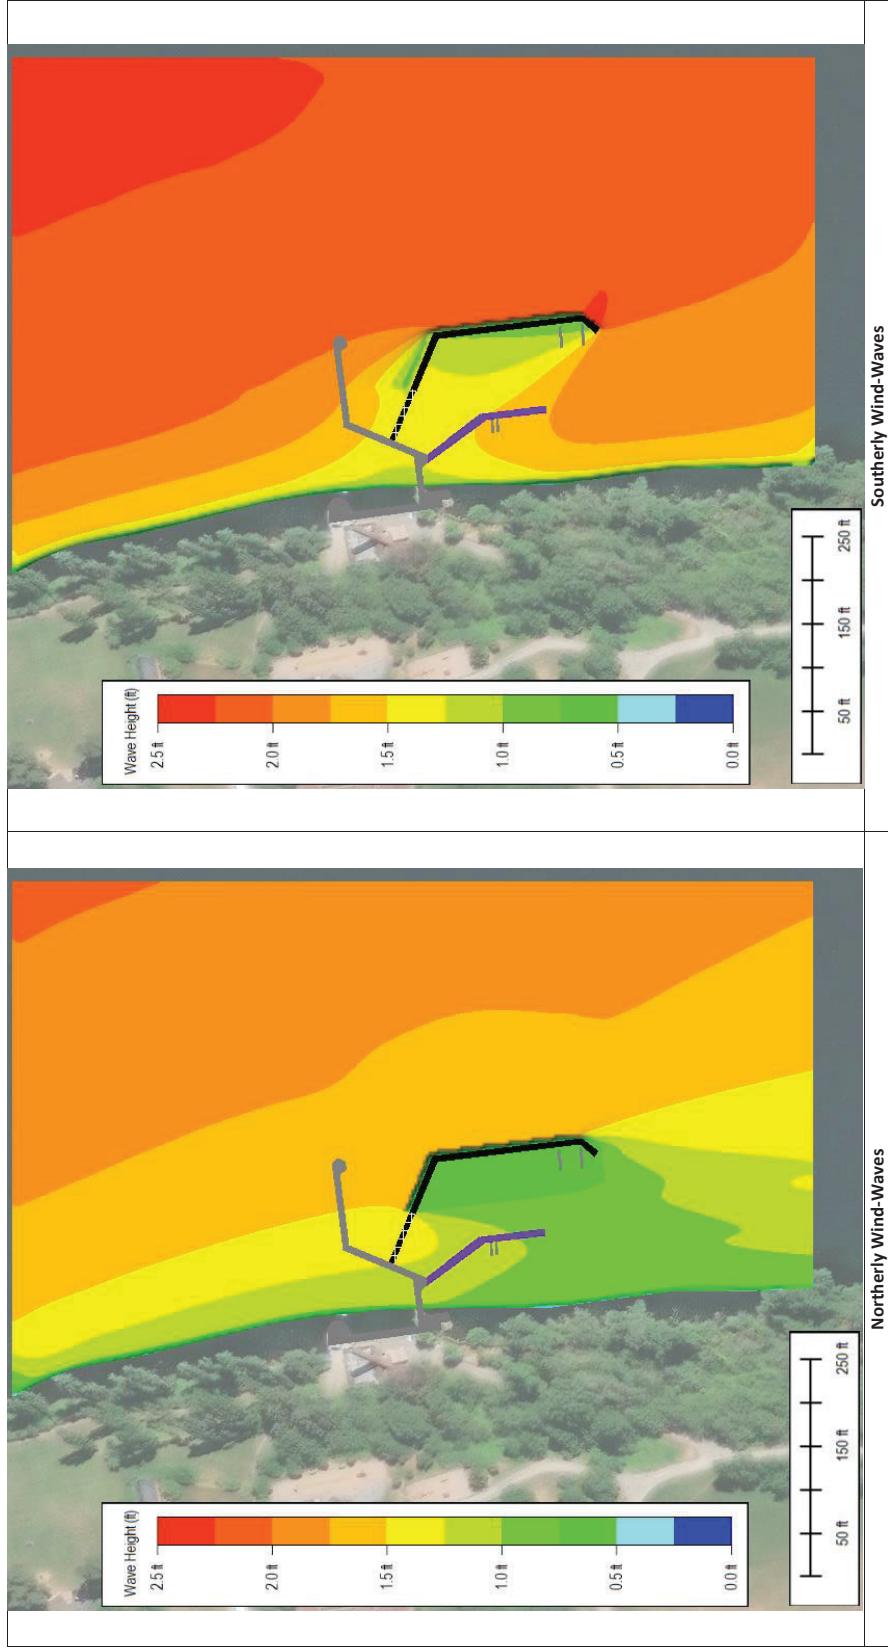 Wave Height (ft)
2.5 ft
2.0 ft
1.5 ft
1.0 ft
0.5 ft
0.0 ft
50 ft 150 ft 250 ft
Northerly Wind-Waves
Wave Height (ft)
2.5 ft
2.0 ft
1.5 ft
1.0 ft
0.5 ft
0.0 ft
50 ft 150 ft 250 ft
Southerly Wind-Waves